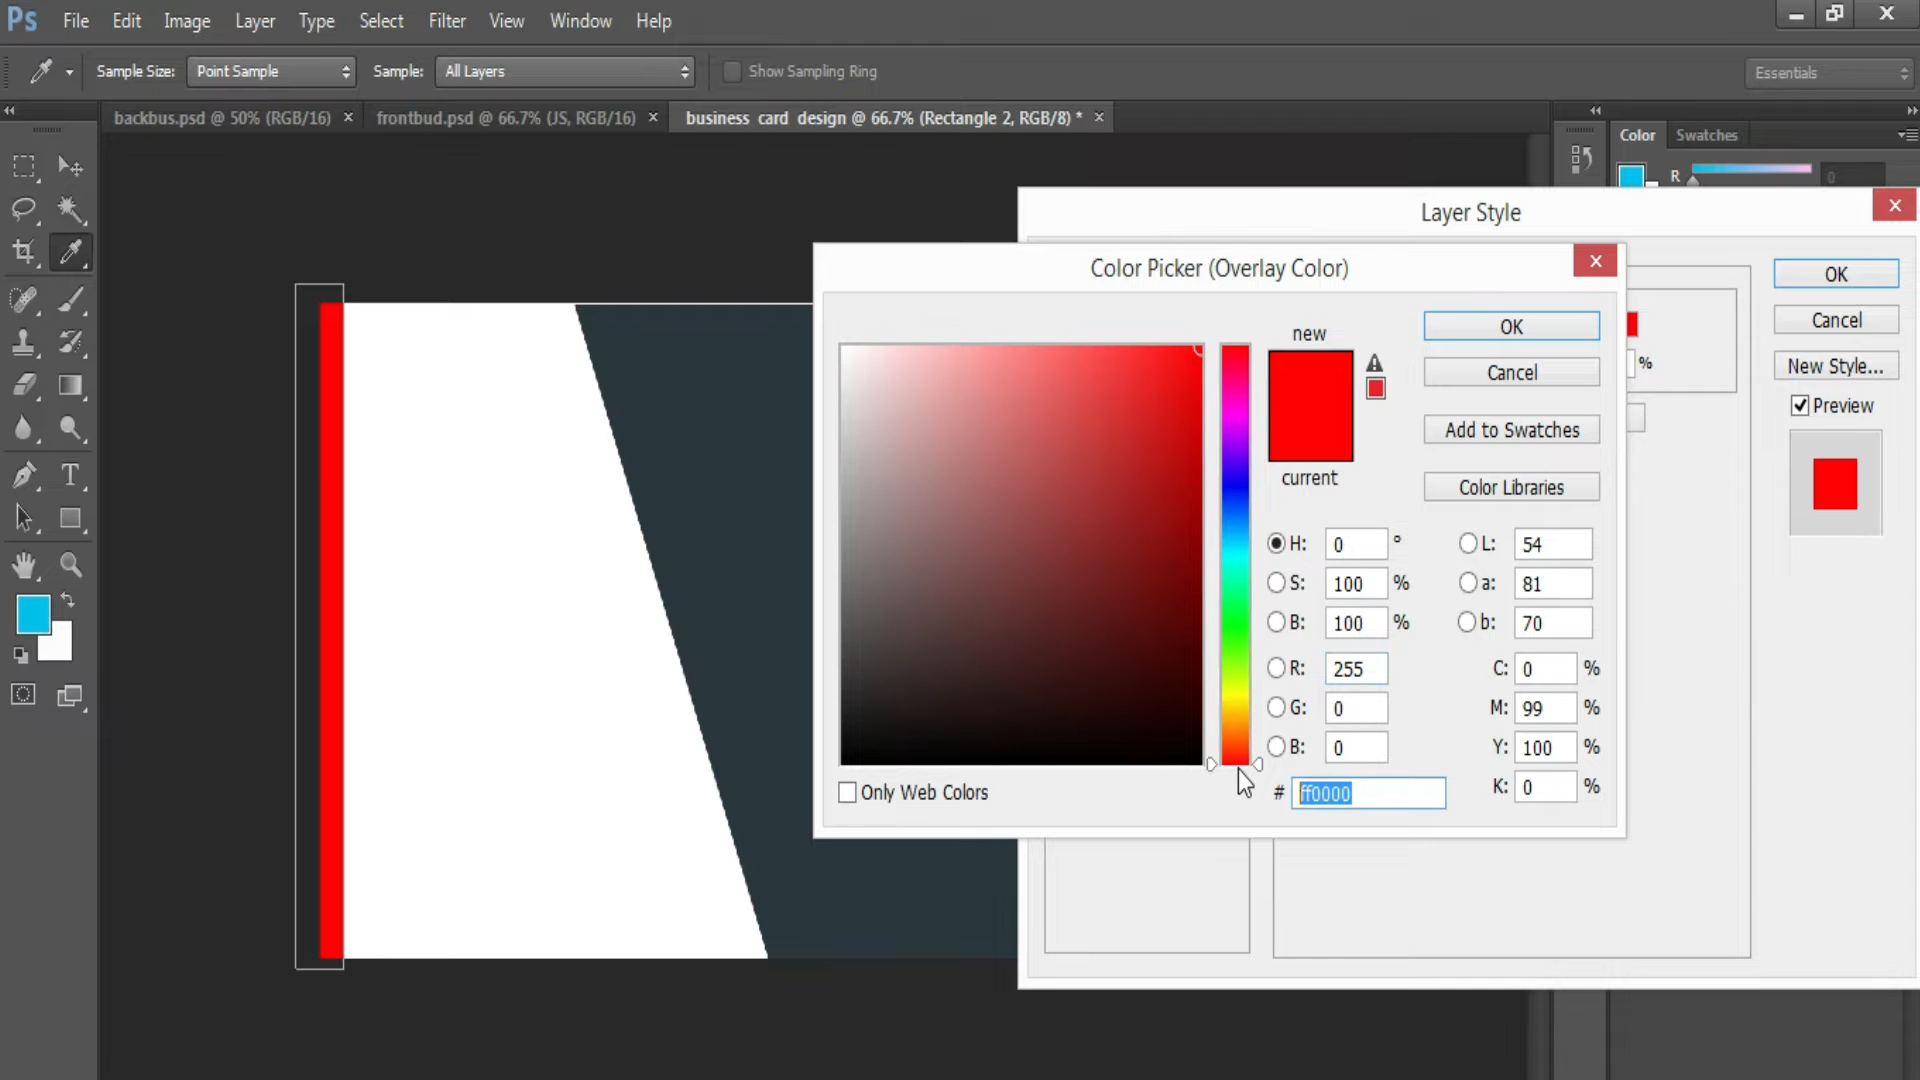 Ps File Edit Image Layer Type Select Filter View Window Help
Sample Size: Point Sample Sample: All Layers Show Sampling Ring Essentials
backbus.psd @ 50% (RGB/16) × frontbud.psd @ 66.7% (JS, RGB/16) × business card design @ 66.7% (Rectangle 2, RGB/8) * ×
Color Swatches
R 0
Layer Style
OK
Cancel
New Style...
Preview
%
Color Picker (Overlay Color)
new
current
OK
Cancel
Add to Swatches
Color Libraries
H: 0 ° L: 54
S: 100 % a: 81
B: 100 % b: 70
R: 255 C: 0 %
G: 0 M: 99 %
B: 0 Y: 100 %
# ff0000 K: 0 %
Only Web Colors
T